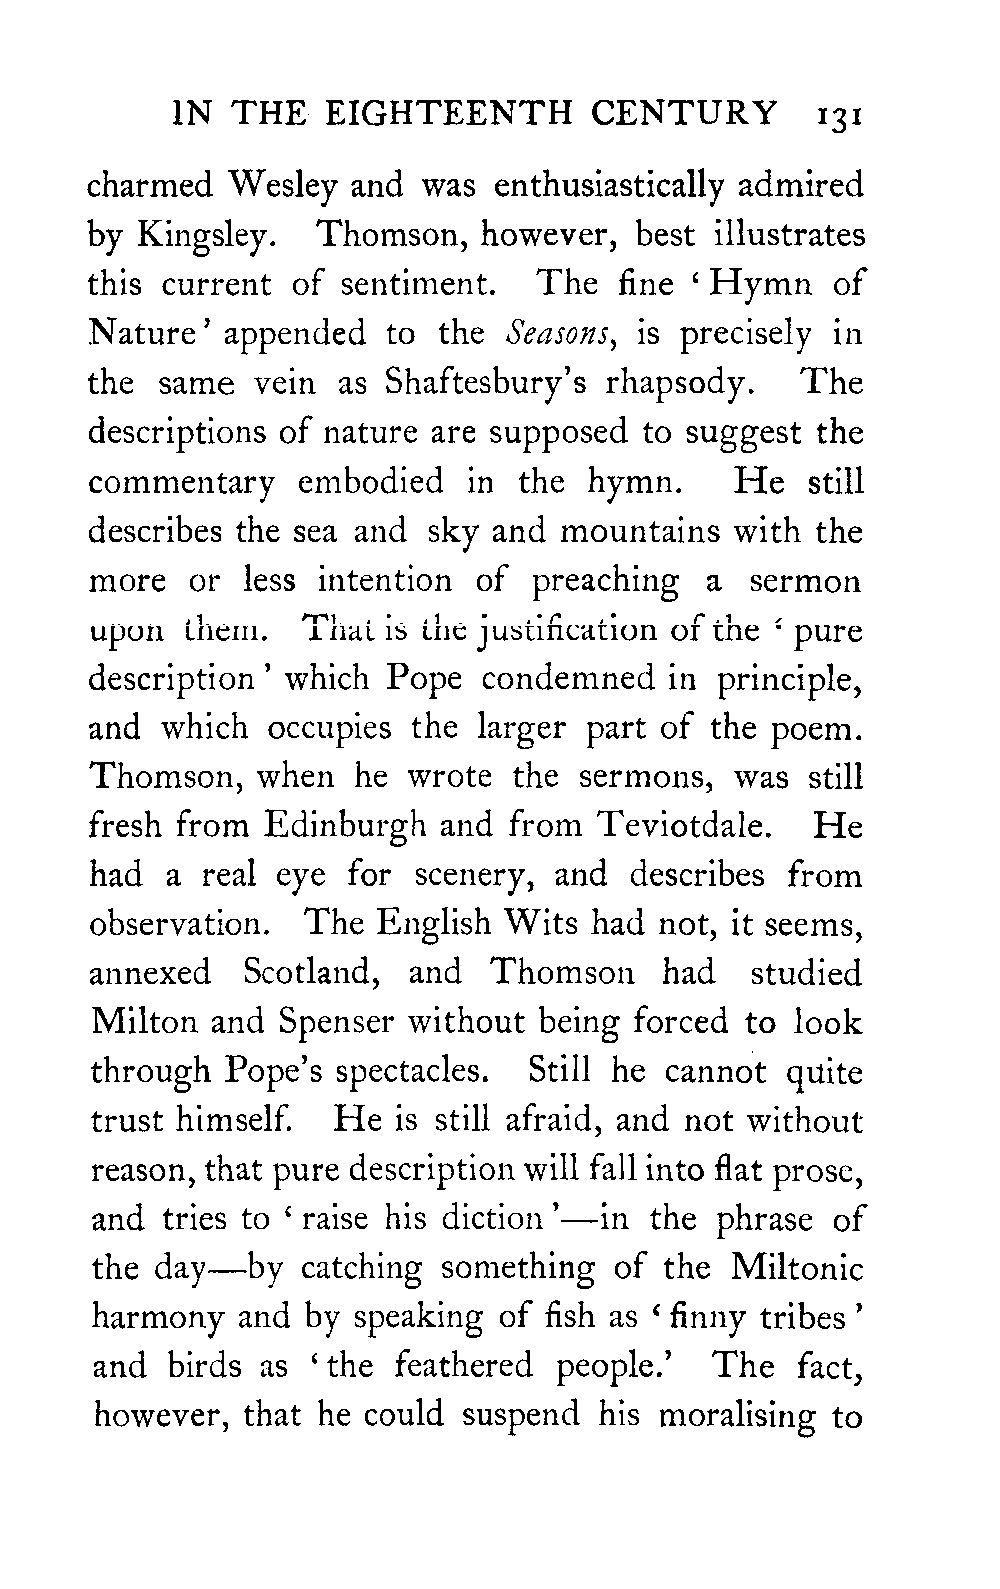 IN THE EIGHTEENTH CENTURY 131
charmed Wesley and was enthusiastically admired
by Kingsley. Thomson, however, best illustrates
this current of sentiment. The fine ‘ Hymn of
Nature ’ appended to the Seasons, is precisely in
the same vein as Shaftesbury’s rhapsody. The
descriptions of nature are supposed to suggest the
commentary embodied in the hymn. He still
describes the sea and sky and mountains with the
more or less intention of preaching a sermon
upon them. That is the justification of the ‘ pure
description ’ which Pope condemned in principle,
and which occupies the larger part of the poem.
Thomson, when he wrote the sermons, was still
fresh from Edinburgh and from Teviotdale. He
had a real eye for scenery, and describes from
observation. The English Wits had not, it seems,
annexed Scotland, and Thomson had studied
Milton and Spenser without being forced to look
through Pope’s spectacles. Still he cannot quite
trust himself. He is still afraid, and not without
reason, that pure description will fall into flat prose,
and tries to ‘ raise his diction ’—in the phrase of
the day—by catching something of the Miltonic
harmony and by speaking of fish as ‘ finny tribes ’
and birds as ‘ the feathered people.’ The fact,
however, that he could suspend his moralising to